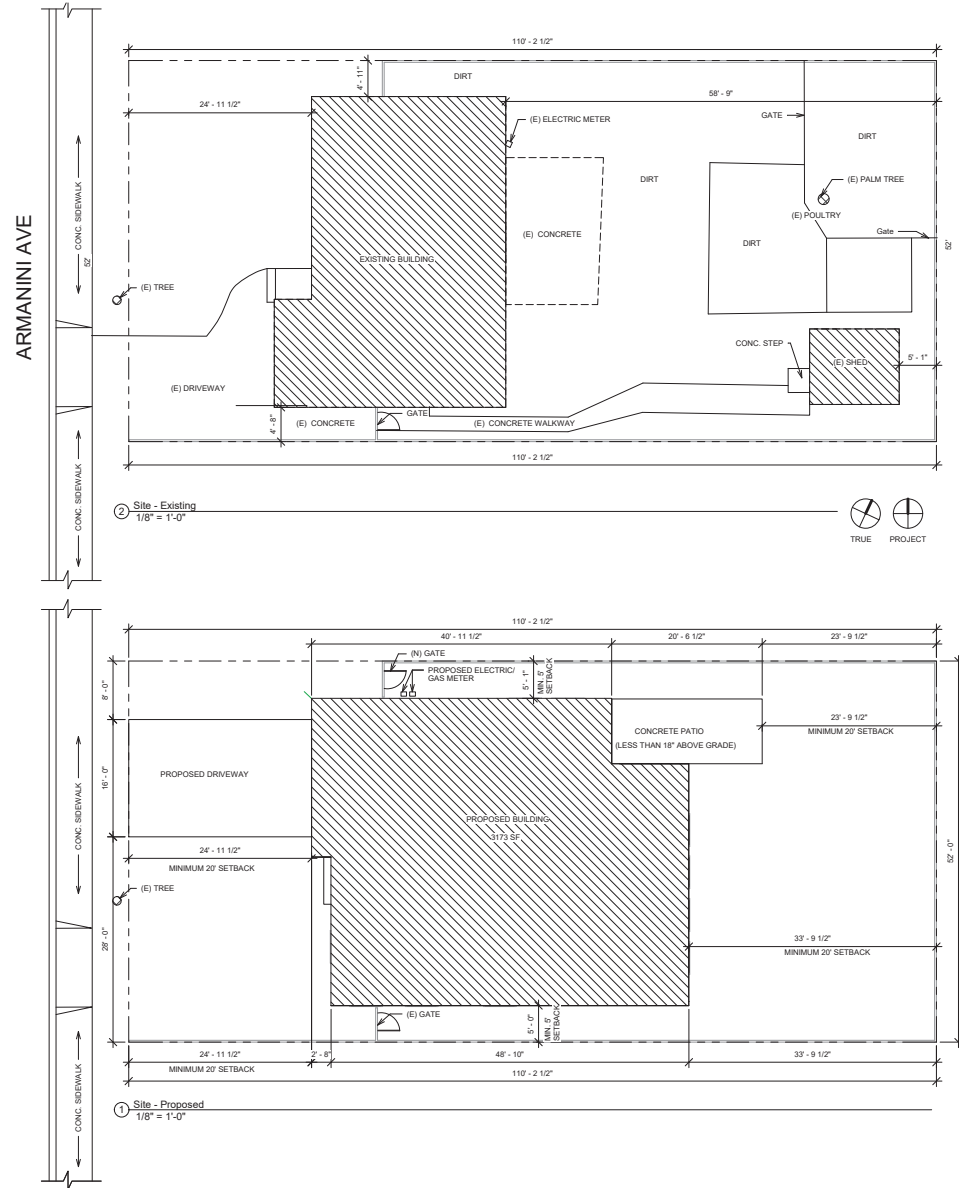 110' - 2 1/2"
4' - 11"
DIRT
24' - 11 1/2"
58' - 9"
GATE
(E) ELECTRIC METER
DIRT
DIRT
(E) PALM TREE
(E) POULTRY
Gate
CONC. SIDEWALK
52'
ARMANINI AVE
(E) CONCRETE
DIRT
52'
EXISTING BUILDING
(E) TREE
CONC. STEP
(E) SHED
5' - 1"
(E) DRIVEWAY
4' - 8"
(E) CONCRETE
GATE
(E) CONCRETE WALKWAY
110' - 2 1/2"
CONC. SIDEWALK
2
Site - Existing
1/8" = 1'-0"
TRUE
PROJECT
110' - 2 1/2"
40' - 11 1/2"
20' - 6 1/2"
23' - 9 1/2"
(N) GATE
PROPOSED ELECTRIC/
GAS METER
5' - 1"
MIN. 5'
SETBACK
8' - 0"
23' - 9 1/2"
MINIMUM 20' SETBACK
CONCRETE PATIO
(LESS THAN 18" ABOVE GRADE)
PROPOSED DRIVEWAY
16' - 0"
CONC. SIDEWALK
PROPOSED BUILDING
3173 SF
24' - 11 1/2"
MINIMUM 20' SETBACK
52' - 0"
(E) TREE
28' - 0"
33' - 9 1/2"
MINIMUM 20' SETBACK
(E) GATE
5' - 0"
MIN. 5'
SETBACK
24' - 11 1/2"
MINIMUM 20' SETBACK
2' - 8"
48' - 10"
33' - 9 1/2"
110' - 2 1/2"
CONC. SIDEWALK
1
Site - Proposed
1/8" = 1'-0"